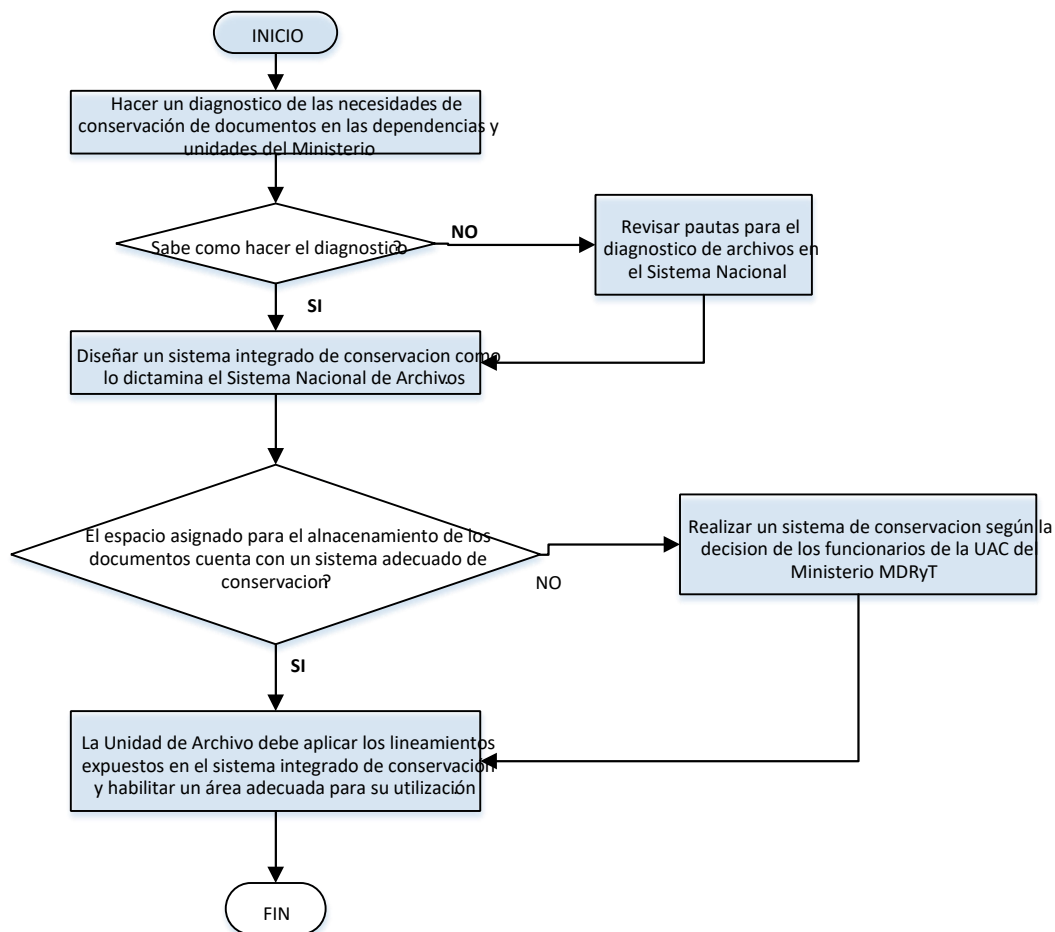 INICIO
Hacer un diagnostico de las necesidades de
conservación de documentos en las dependencias y
unidades del Ministerio.
Sabe como hacer el diagnostico?
NO
Revisar pautas para el
diagnostico de archivos en
el Sistema Nacional
SI
Diseñar un sistema integrado de conservacion como
lo dictamina el Sistema Nacional de Archivos.
El espacio asignado para el alnacenamiento de los
documentos cuenta con un sistema adecuado de
conservacion?
NO
Realizar un sistema de conservacion según la
decision de los funcionarios de la UAC del
Ministerio MDRyT
SI
La Unidad de Archivo debe aplicar los lineamientos
expuestos en el sistema integrado de conservación
y habilitar un área adecuada para su utilización.
FIN